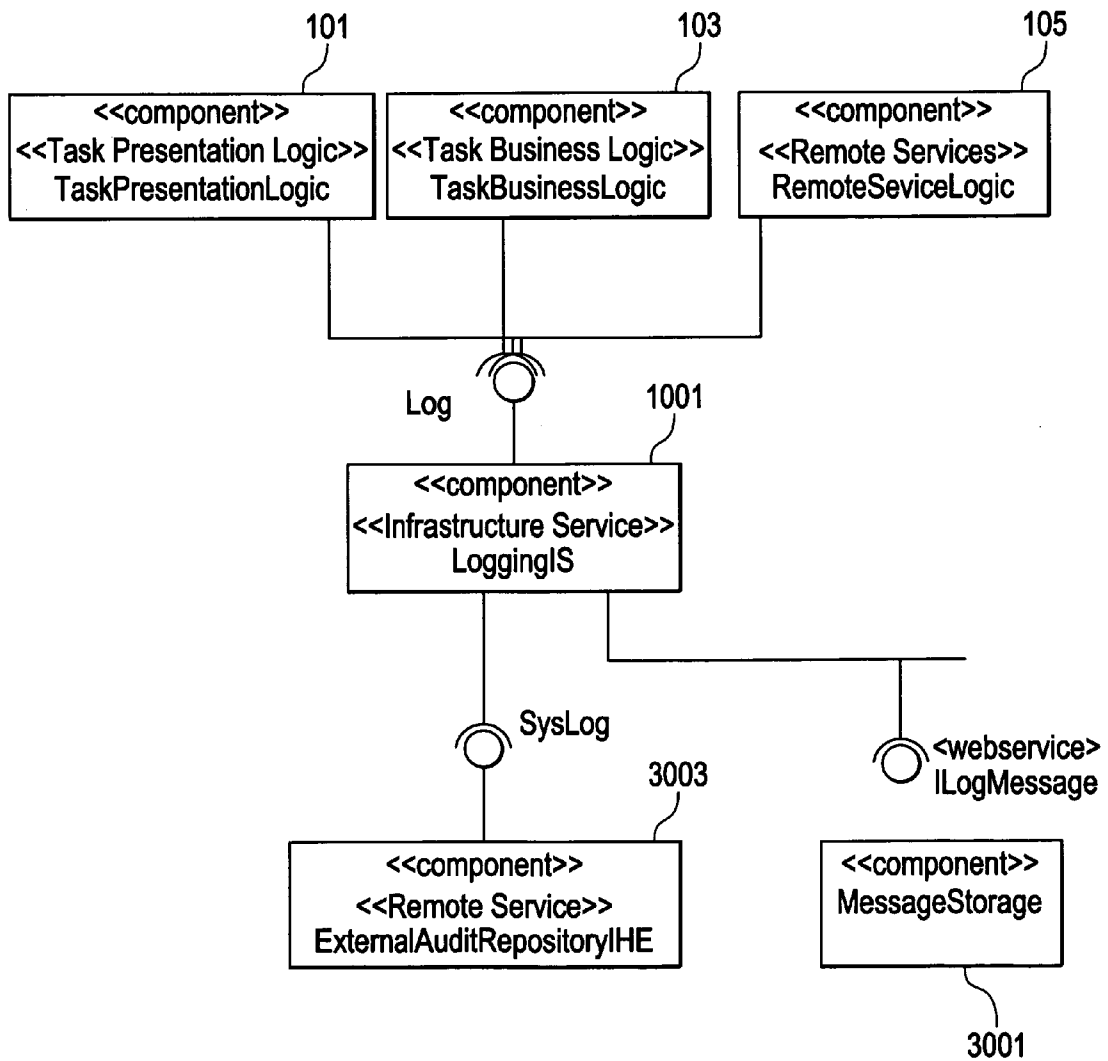 101
103
105
<<component>>
<<Task Presentation Logic>>
TaskPresentationLogic
<<component>>
<<Task Business Logic>>
TaskBusinessLogic
<<component>>
<<Remote Services>>
RemoteSeviceLogic
Log
1001
<<component>>
<<Infrastructure Service>>
LoggingIS
SysLog
<webservice>
ILogMessage
3003
<<component>>
<<Remote Service>>
ExternalAuditRepositoryIHE
<<component>>
MessageStorage
3001